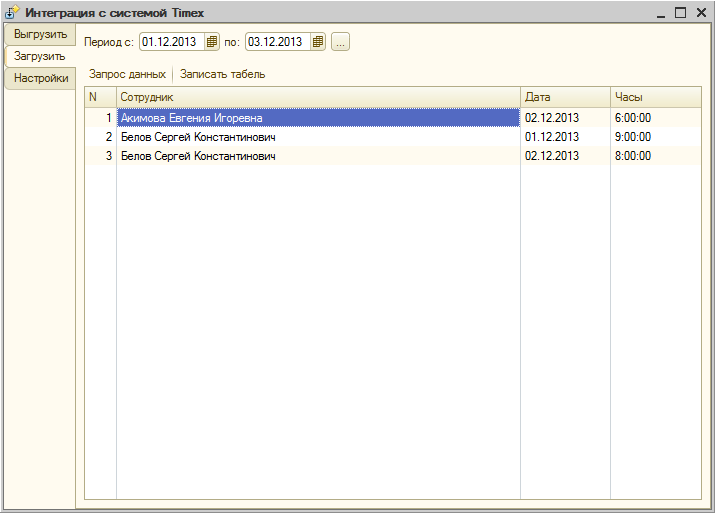 Интеграция с системой Timex
Выгрузить
Загрузить
Настройки
Период с: 01.12.2013 по: 03.12.2013 ...
Запрос данных Записать табель
N Сотрудник Дата Часы
1 Акимова Евгения Игоревна 02.12.2013 6:00:00
2 Белов Сергей Константинович 01.12.2013 9:00:00
3 Белов Сергей Константинович 02.12.2013 8:00:00